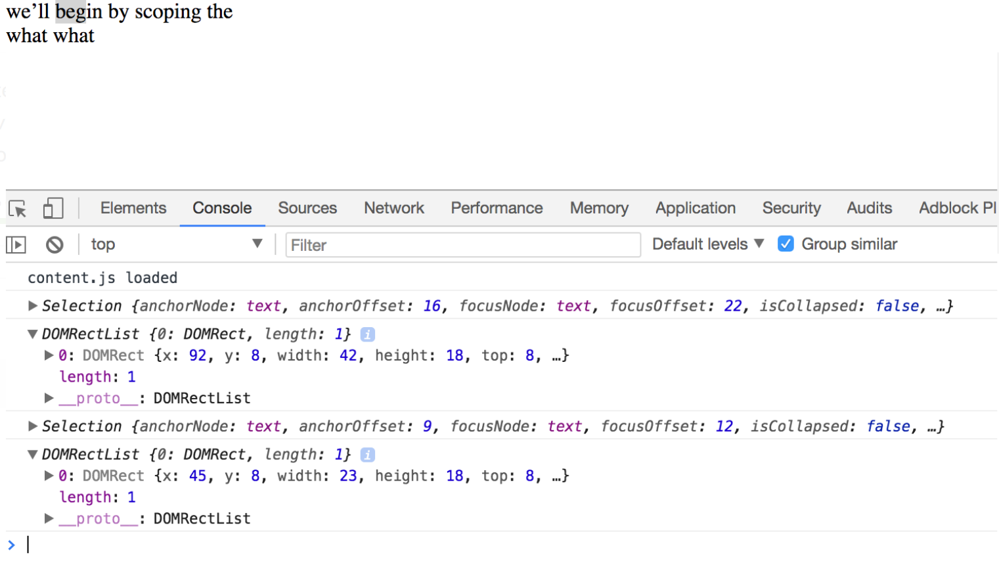 we’ll begin by scoping the
what what
Elements Console Sources Network Performance Memory Application Security Audits Adblock Pl
top Filter Default levels Group similar
content.js loaded
Selection {anchorNode: text, anchorOffset: 16, focusNode: text, focusOffset: 22, isCollapsed: false, …}
DOMRectList {0: DOMRect, length: 1} i
0: DOMRect {x: 92, y: 8, width: 42, height: 18, top: 8, …}
length: 1
__proto__: DOMRectList
Selection {anchorNode: text, anchorOffset: 9, focusNode: text, focusOffset: 12, isCollapsed: false, …}
DOMRectList {0: DOMRect, length: 1} i
0: DOMRect {x: 45, y: 8, width: 23, height: 18, top: 8, …}
length: 1
__proto__: DOMRectList
>